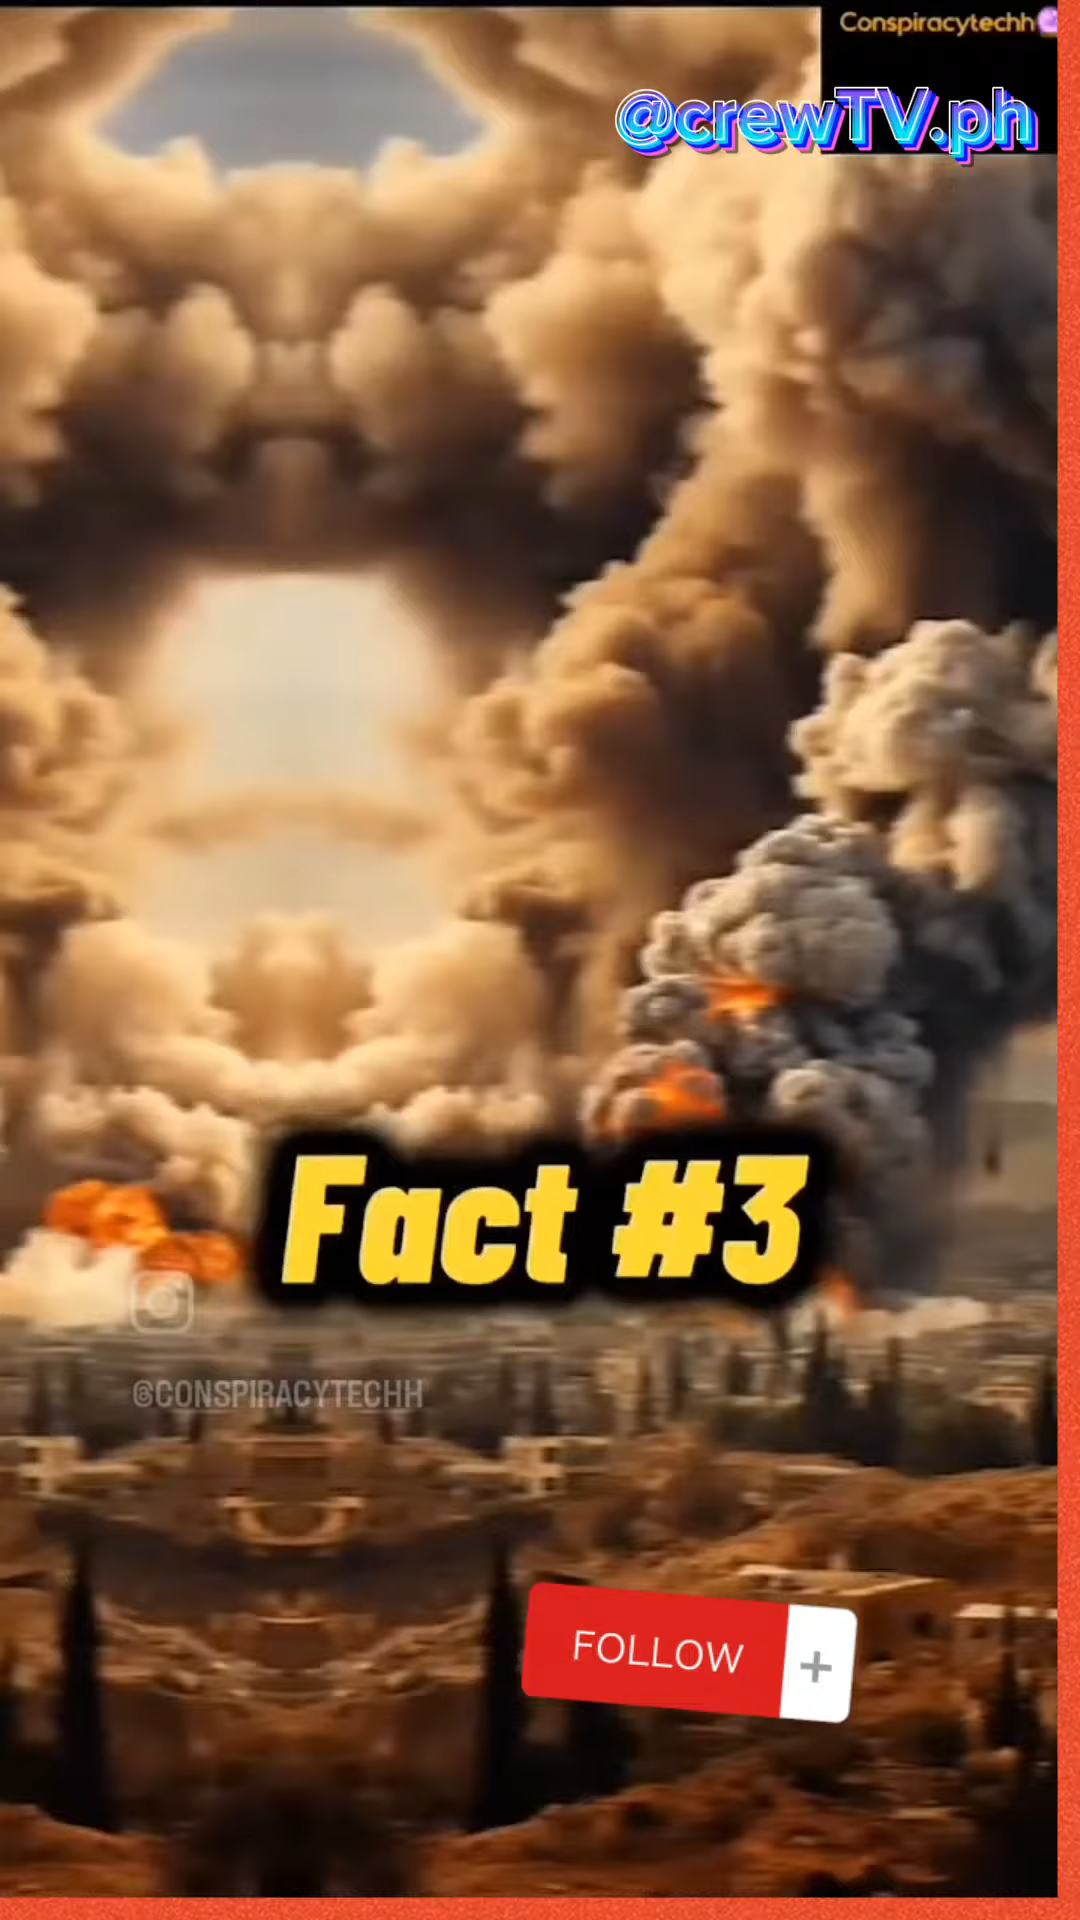 Conspiracytechh
@crewTV.ph
Fact #3
@CONSPIRACYTECHH
FOLLOW +